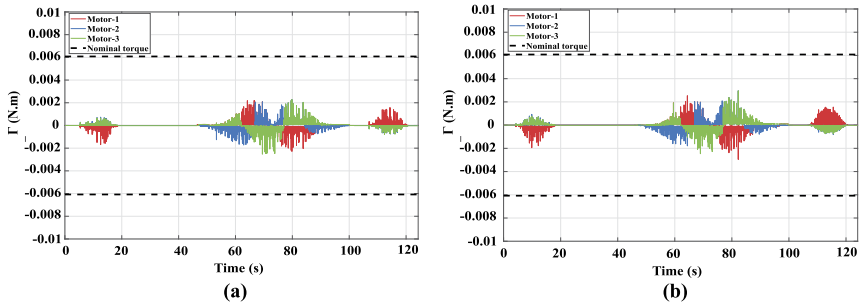 0.01
0.008
0.006
0.004
0.002
0
-0.002
-0.004
-0.006
-0.008
-0.01
Γ (N.m)
Motor-1
Motor-2
Motor-3
Nominal torque
0 20 40 60 80 100 120
Time (s)
(a)
0.01
0.008
0.006
0.004
0.002
0
-0.002
-0.004
-0.006
-0.008
-0.01
Γ (N.m)
Motor-1
Motor-2
Motor-3
Nominal torque
0 20 40 60 80 100 120
Time (s)
(b)